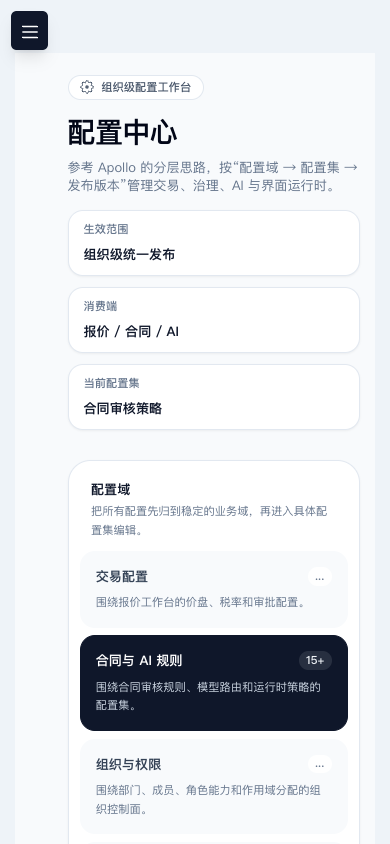 组织级配置工作台
配置中心
参考 Apollo 的分层思路，按“配置域 → 配置集 →
发布版本”管理交易、治理、AI 与界面运行时。
生效范围
组织级统一发布
消费端
报价 / 合同 / AI
当前配置集
合同审核策略
配置域
把所有配置先归到稳定的业务域，再进入具体配
置集编辑。
交易配置
...
围绕报价工作台的价盘、税率和审批配置。
合同与 AI 规则
15+
围绕合同审核规则、模型路由和运行时策略的
配置集。
组织与权限
...
围绕部门、成员、角色能力和作用域分配的组
织控制面。